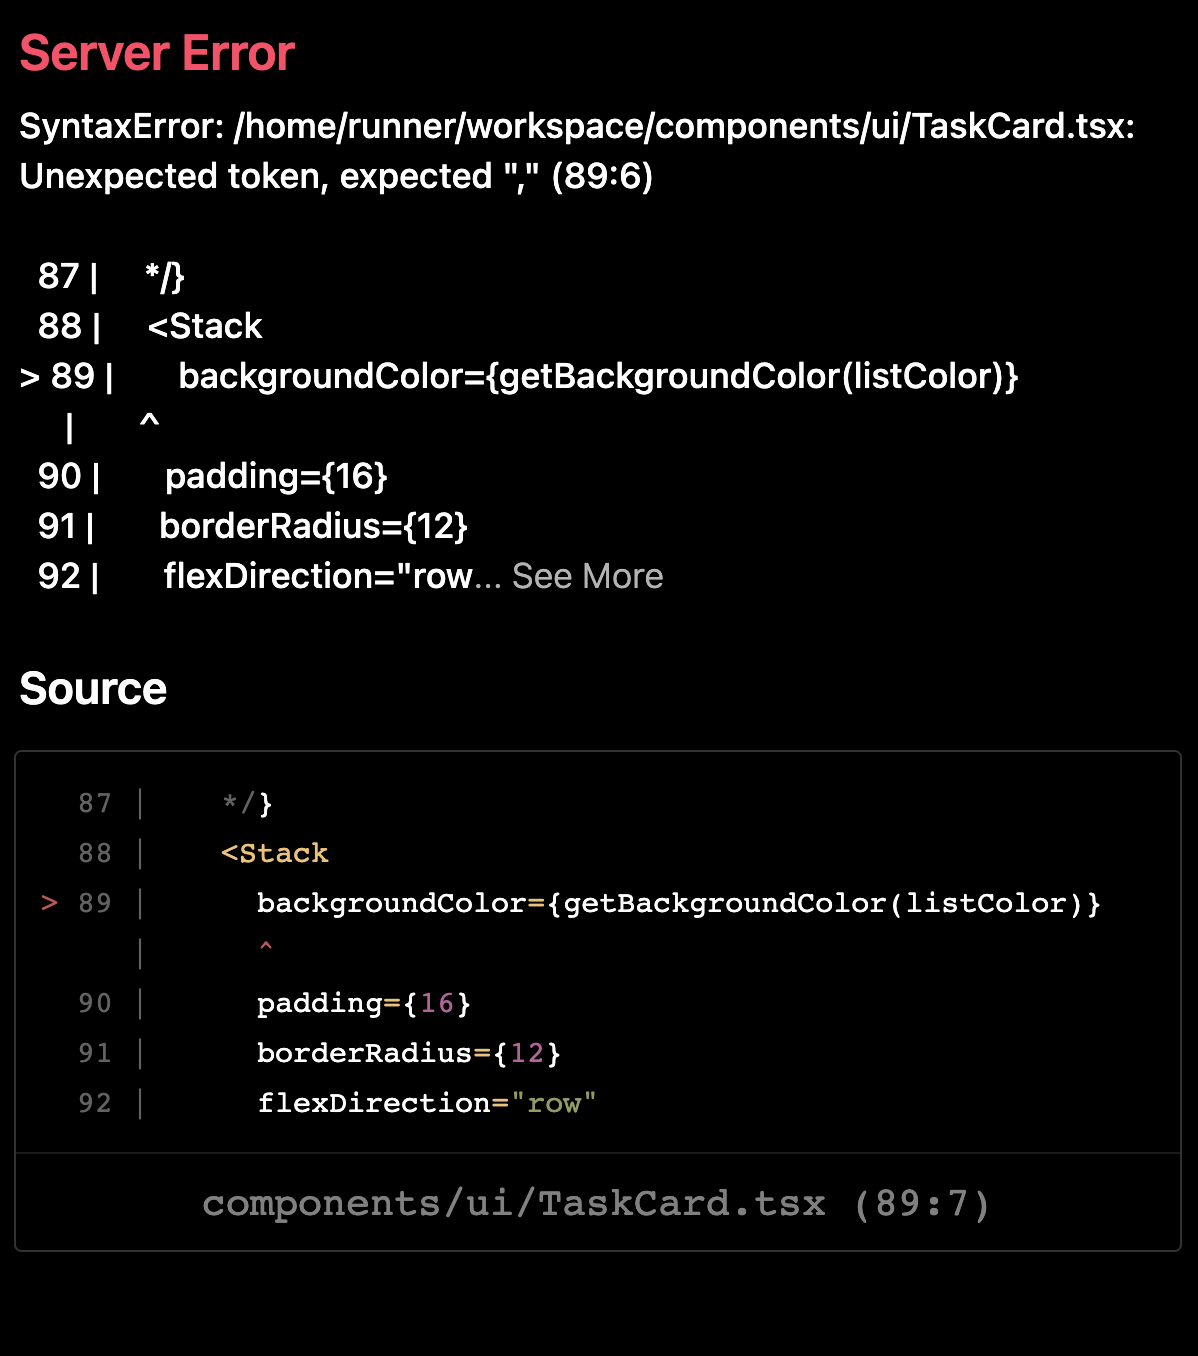 Server Error
SyntaxError: /home/runner/workspace/components/ui/TaskCard.tsx:
Unexpected token, expected "," (89:6)
87 | */}
88 | <Stack
> 89 | backgroundColor={getBackgroundColor(listColor)}
| ^
90 | padding={16}
91 | borderRadius={12}
92 | flexDirection="row... See More
Source
87 | */}
88 | <Stack
> 89 | backgroundColor={getBackgroundColor(listColor)}
| ^
90 | padding={16}
91 | borderRadius={12}
92 | flexDirection="row"
components/ui/TaskCard.tsx (89:7)